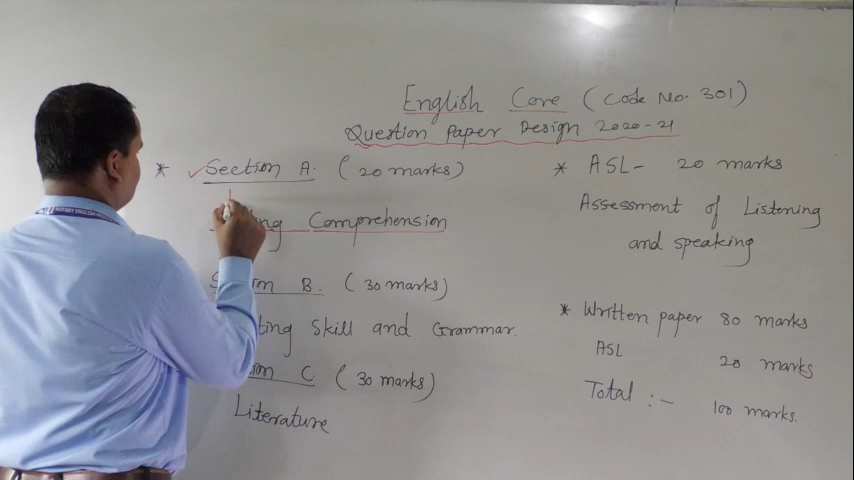 English Core (Code No. 301)
Question Paper Design 2020-21
* Section A. (20 marks)
Comprehension
B. (30 marks)
Skill and Grammar.
C. (30 marks)
Literature
* ASL- 20 marks
Assessment of Listening
and speaking
* Written paper 80 marks
ASL 20 marks
Total :- 100 marks.